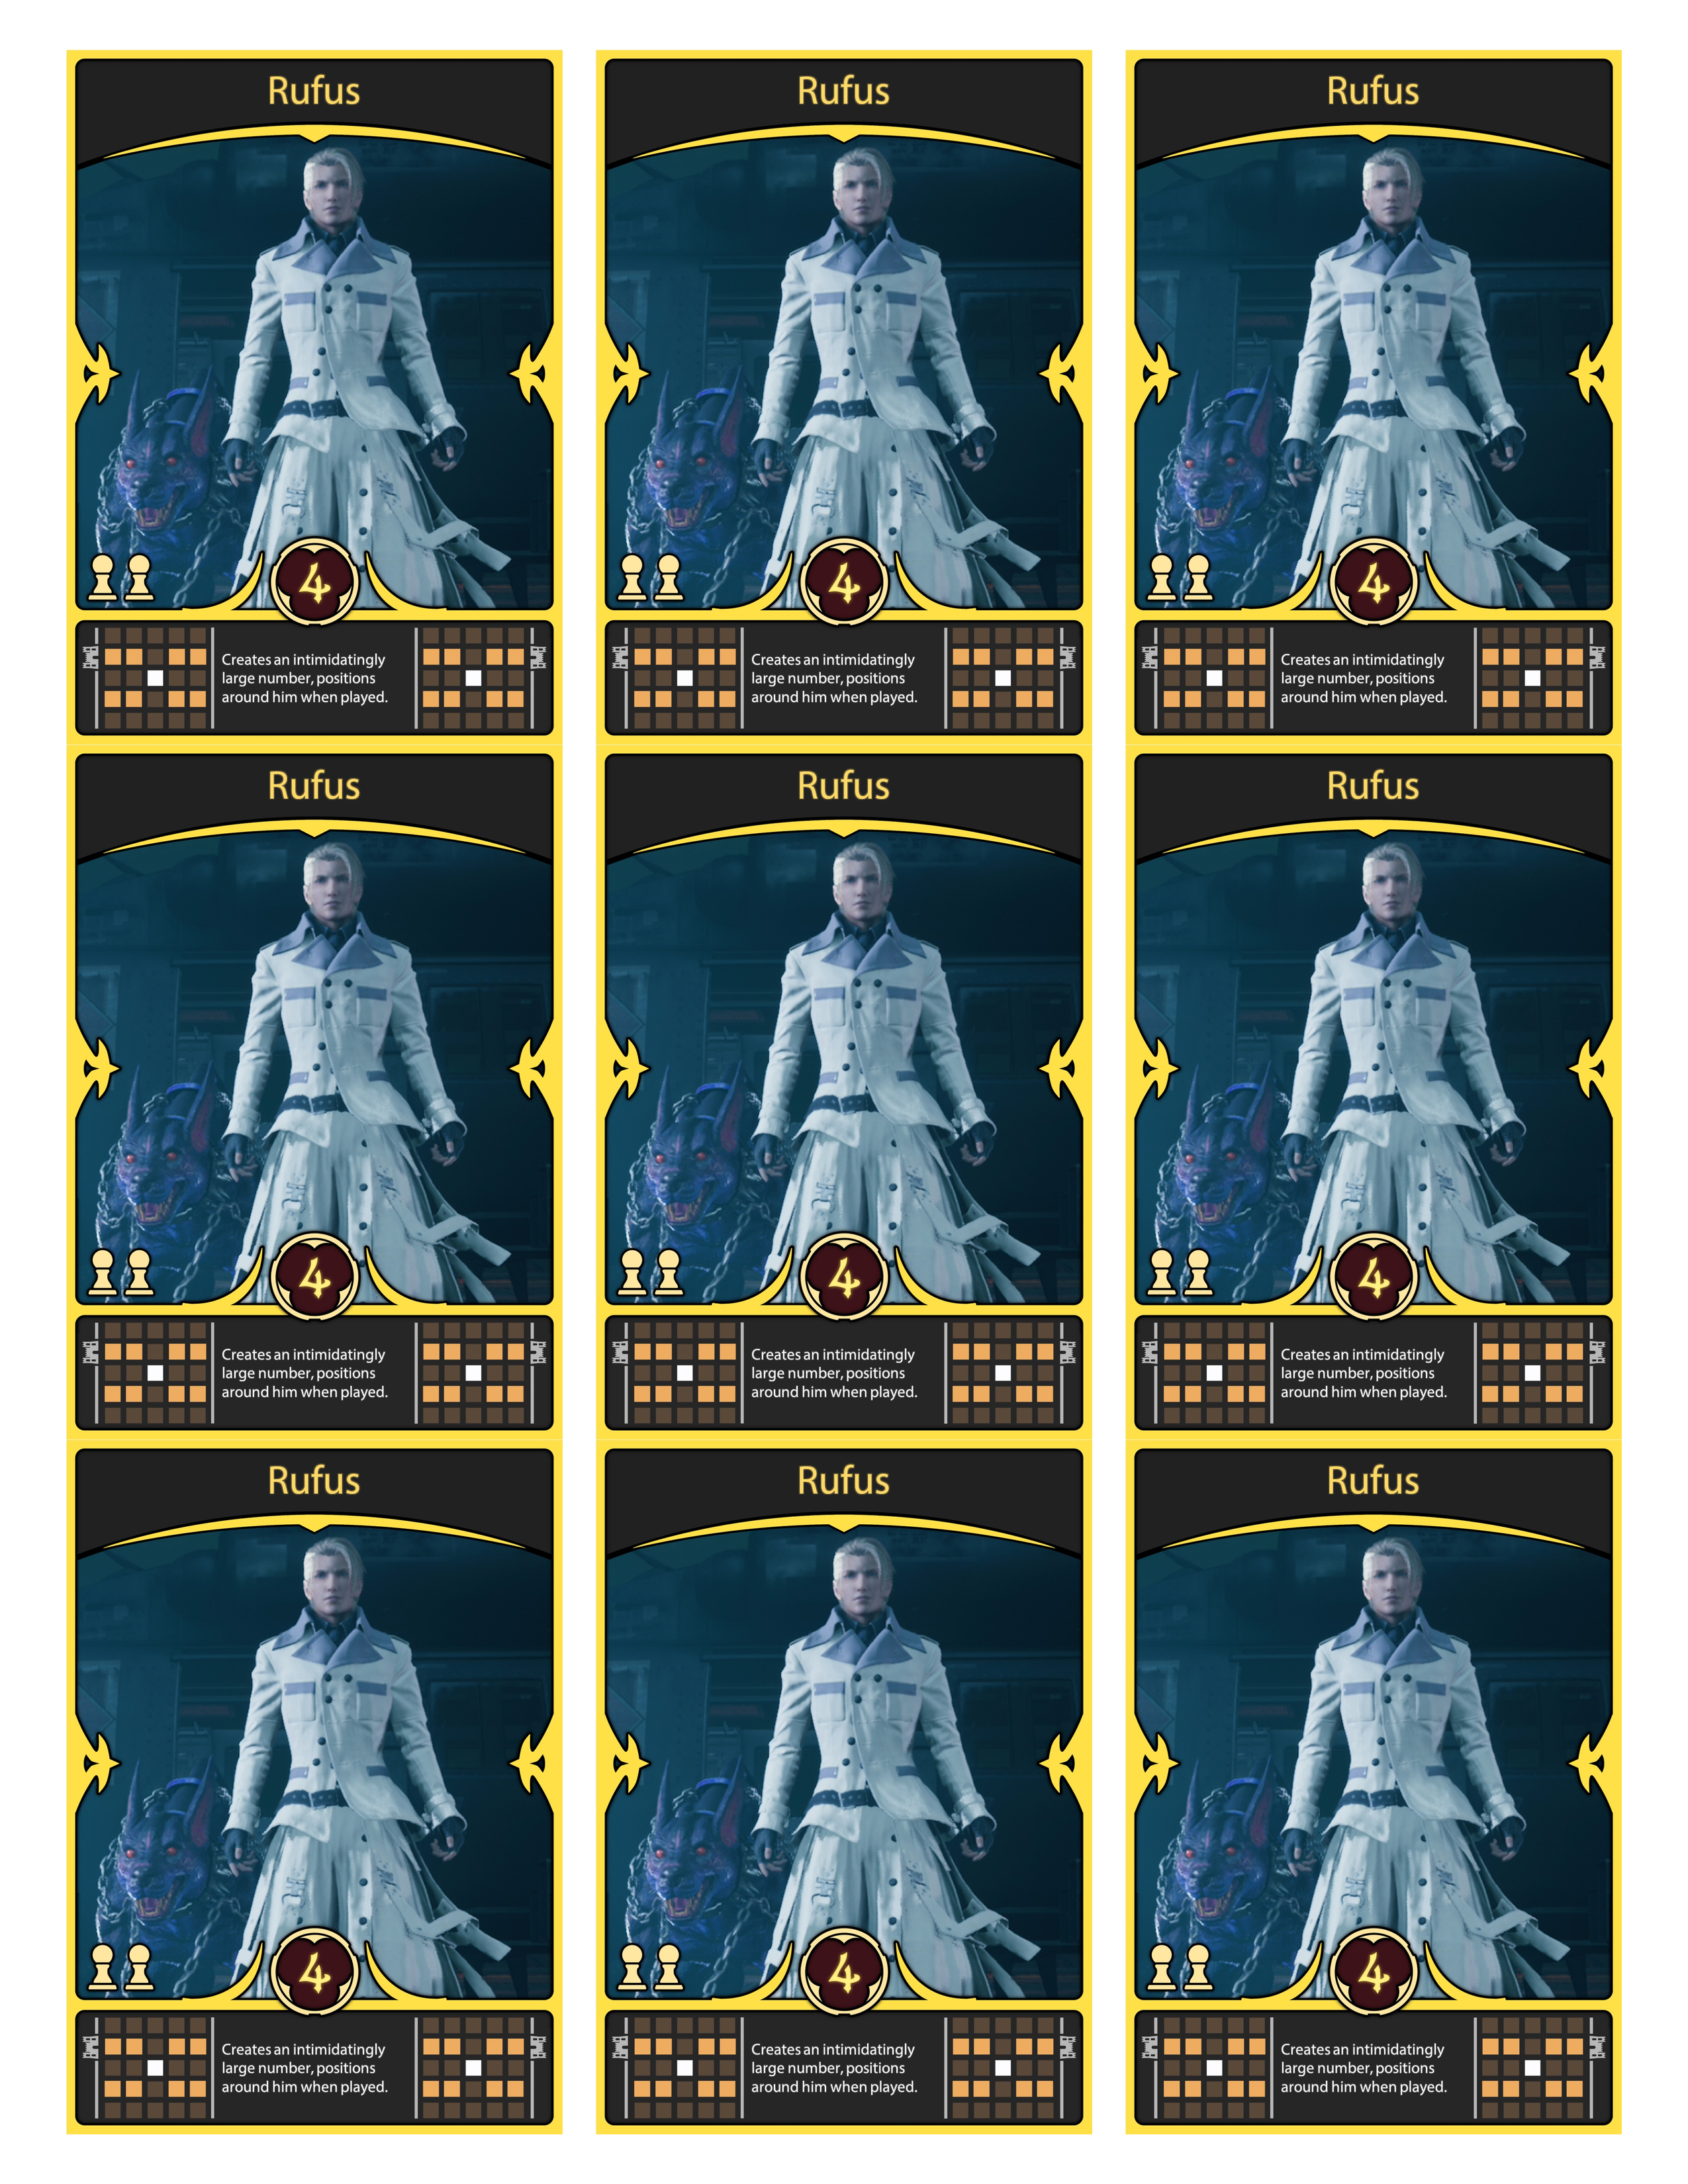 Rufus
Rufus
Rufus
4
4
4
Creates an intimidatingly
large number, positions
around him when played.
Creates an intimidatingly
large number, positions
around him when played.
Creates an intimidatingly
large number, positions
around him when played.
Rufus
Rufus
Rufus
4
4
4
Creates an intimidatingly
large number, positions
around him when played.
Creates an intimidatingly
large number, positions
around him when played.
Creates an intimidatingly
large number, positions
around him when played.
Rufus
Rufus
Rufus
4
4
4
Creates an intimidatingly
large number, positions
around him when played.
Creates an intimidatingly
large number, positions
around him when played.
Creates an intimidatingly
large number, positions
around him when played.